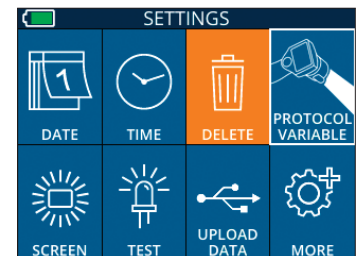 SETTINGS
1
DATE
TIME
DELETE
PROTOCOL
VARIABLE
SCREEN
TEST
UPLOAD
DATA
MORE